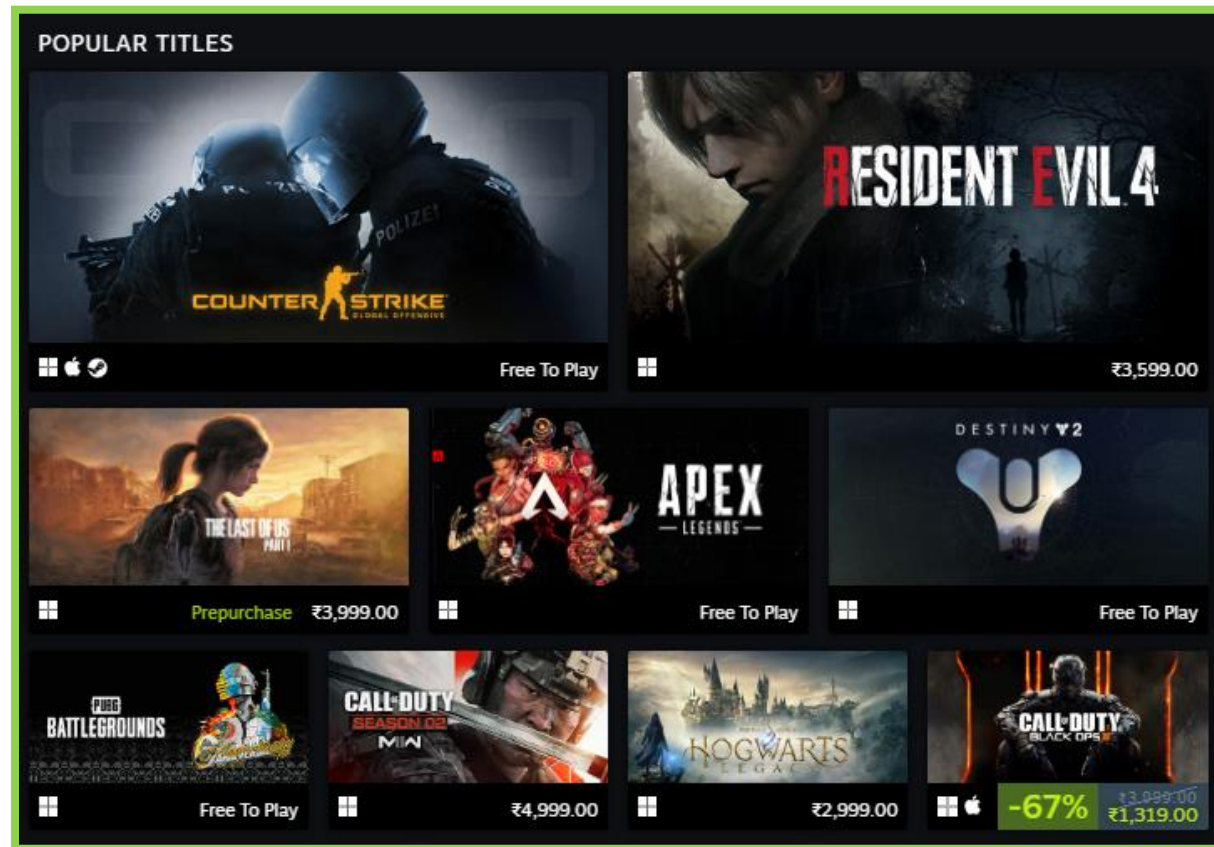 POPULAR TITLES
POLIZEI
COUNTER STRIKE
GLOBAL OFFENSIVE
Free To Play
RESIDENT EVIL 4
₹3,599.00
THE LAST OF US
PART I
Prepurchase ₹3,999.00
APEX
LEGENDS
Free To Play
DESTINY 2
Free To Play
PUBG
BATTLEGROUNDS
Free To Play
CALL OF DUTY
SEASON 02
MW
₹4,999.00
HOGWARTS
LEGACY
₹2,999.00
CALL OF DUTY
BLACK OPS III
-67%
₹3,999.00
₹1,319.00